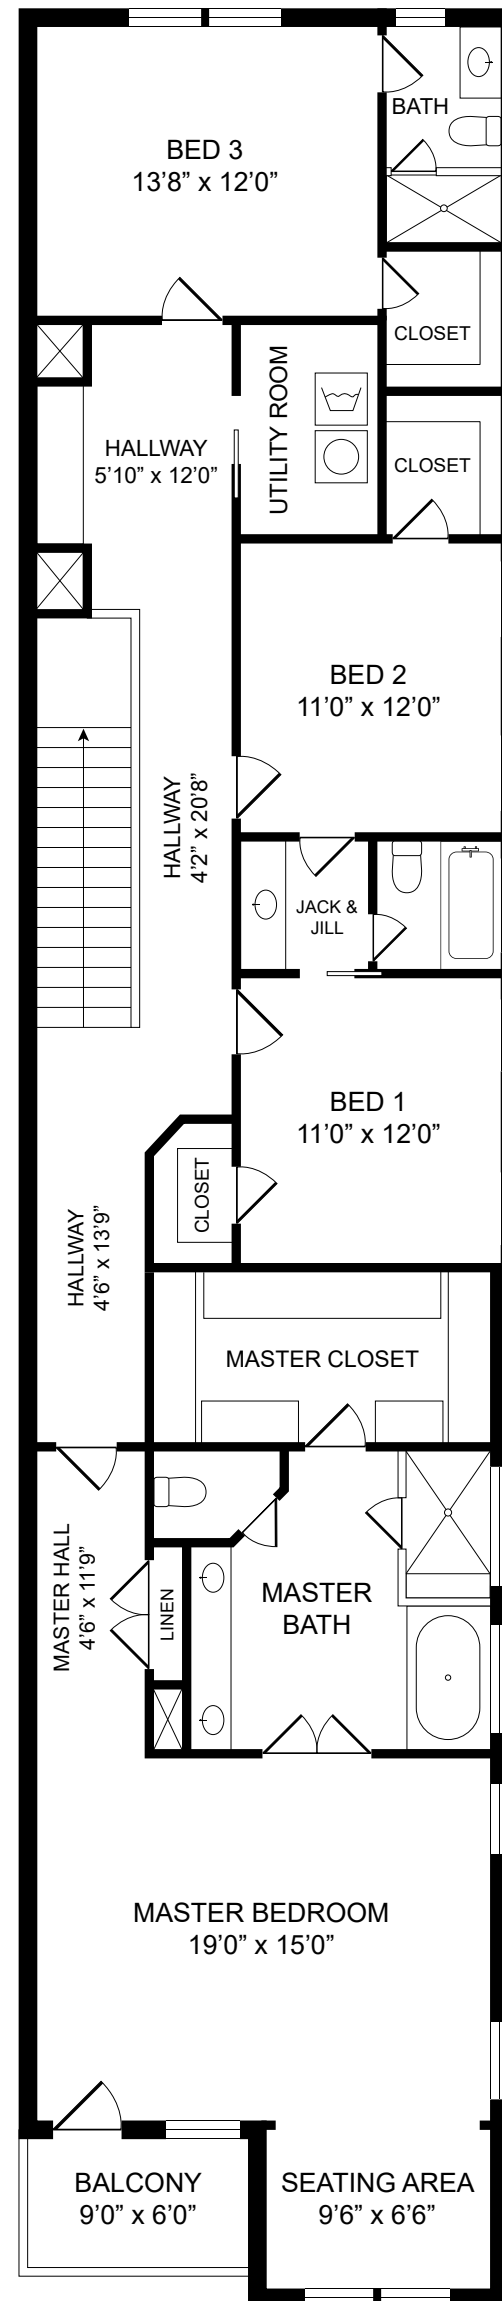 BED 3
13’8” x 12’0”
BATH
CLOSET
UTILITY ROOM
HALLWAY
5’10” x 12’0”
CLOSET
BED 2
11’0” x 12’0”
HALLWAY
4’2” x 20’8”
JACK &
JILL
BED 1
11’0” x 12’0”
CLOSET
HALLWAY
4’6” x 13’9”
MASTER CLOSET
MASTER HALL
4’6” x 11’9”
LINEN
MASTER
BATH
MASTER BEDROOM
19’0” x 15’0”
BALCONY
9’0” x 6’0”
SEATING AREA
9’6” x 6’6”